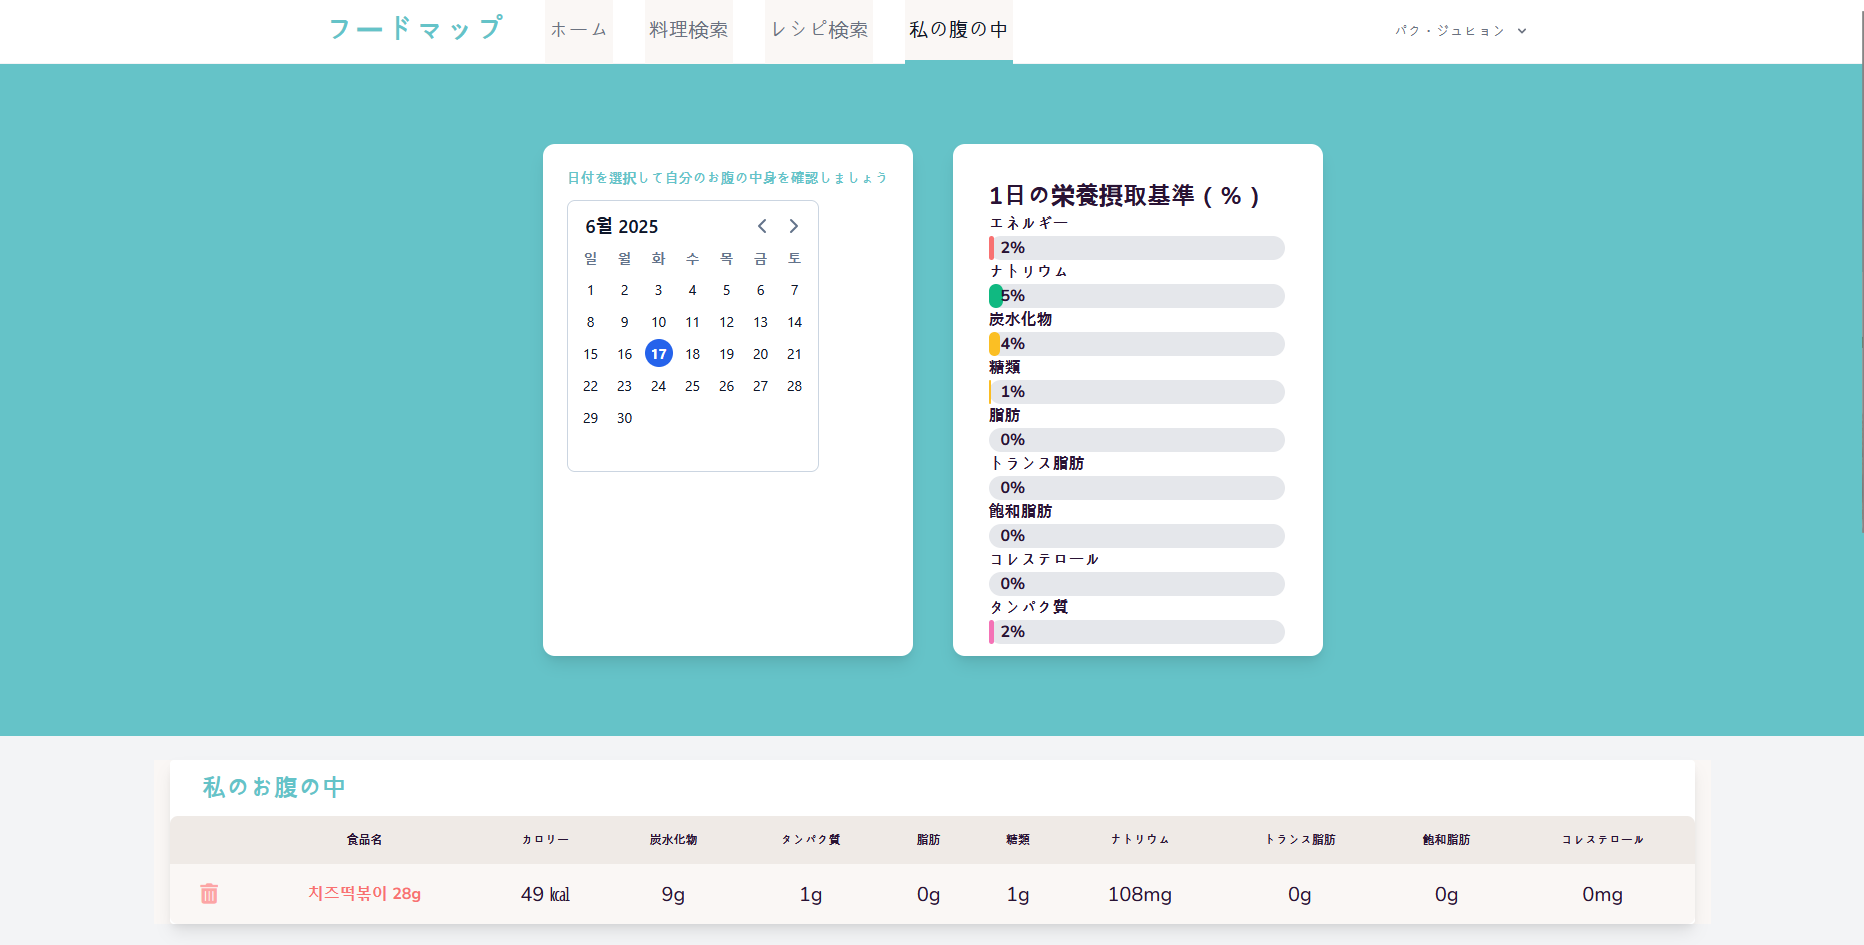 フードマップ ホーム 料理検索 レシピ検索 私の腹の中 パク・ジュヒョン
日付を選択して自分のお腹の中身を確認しましょう
6월 2025
일 월 화 수 목 금 토
1 2 3 4 5 6 7
8 9 10 11 12 13 14
15 16 17 18 19 20 21
22 23 24 25 26 27 28
29 30
1日の栄養摂取基準 ( % )
エネルギー
2%
ナトリウム
5%
炭水化物
4%
糖類
1%
脂肪
0%
トランス脂肪
0%
飽和脂肪
0%
コレステロール
0%
タンパク質
2%
私のお腹の中
食品名 カロリー 炭水化物 タンパク質 脂肪 糖類 ナトリウム トランス脂肪 飽和脂肪 コレステロール
치즈떡볶이 28g 49 ㎉ 9g 1g 0g 1g 108mg 0g 0g 0mg